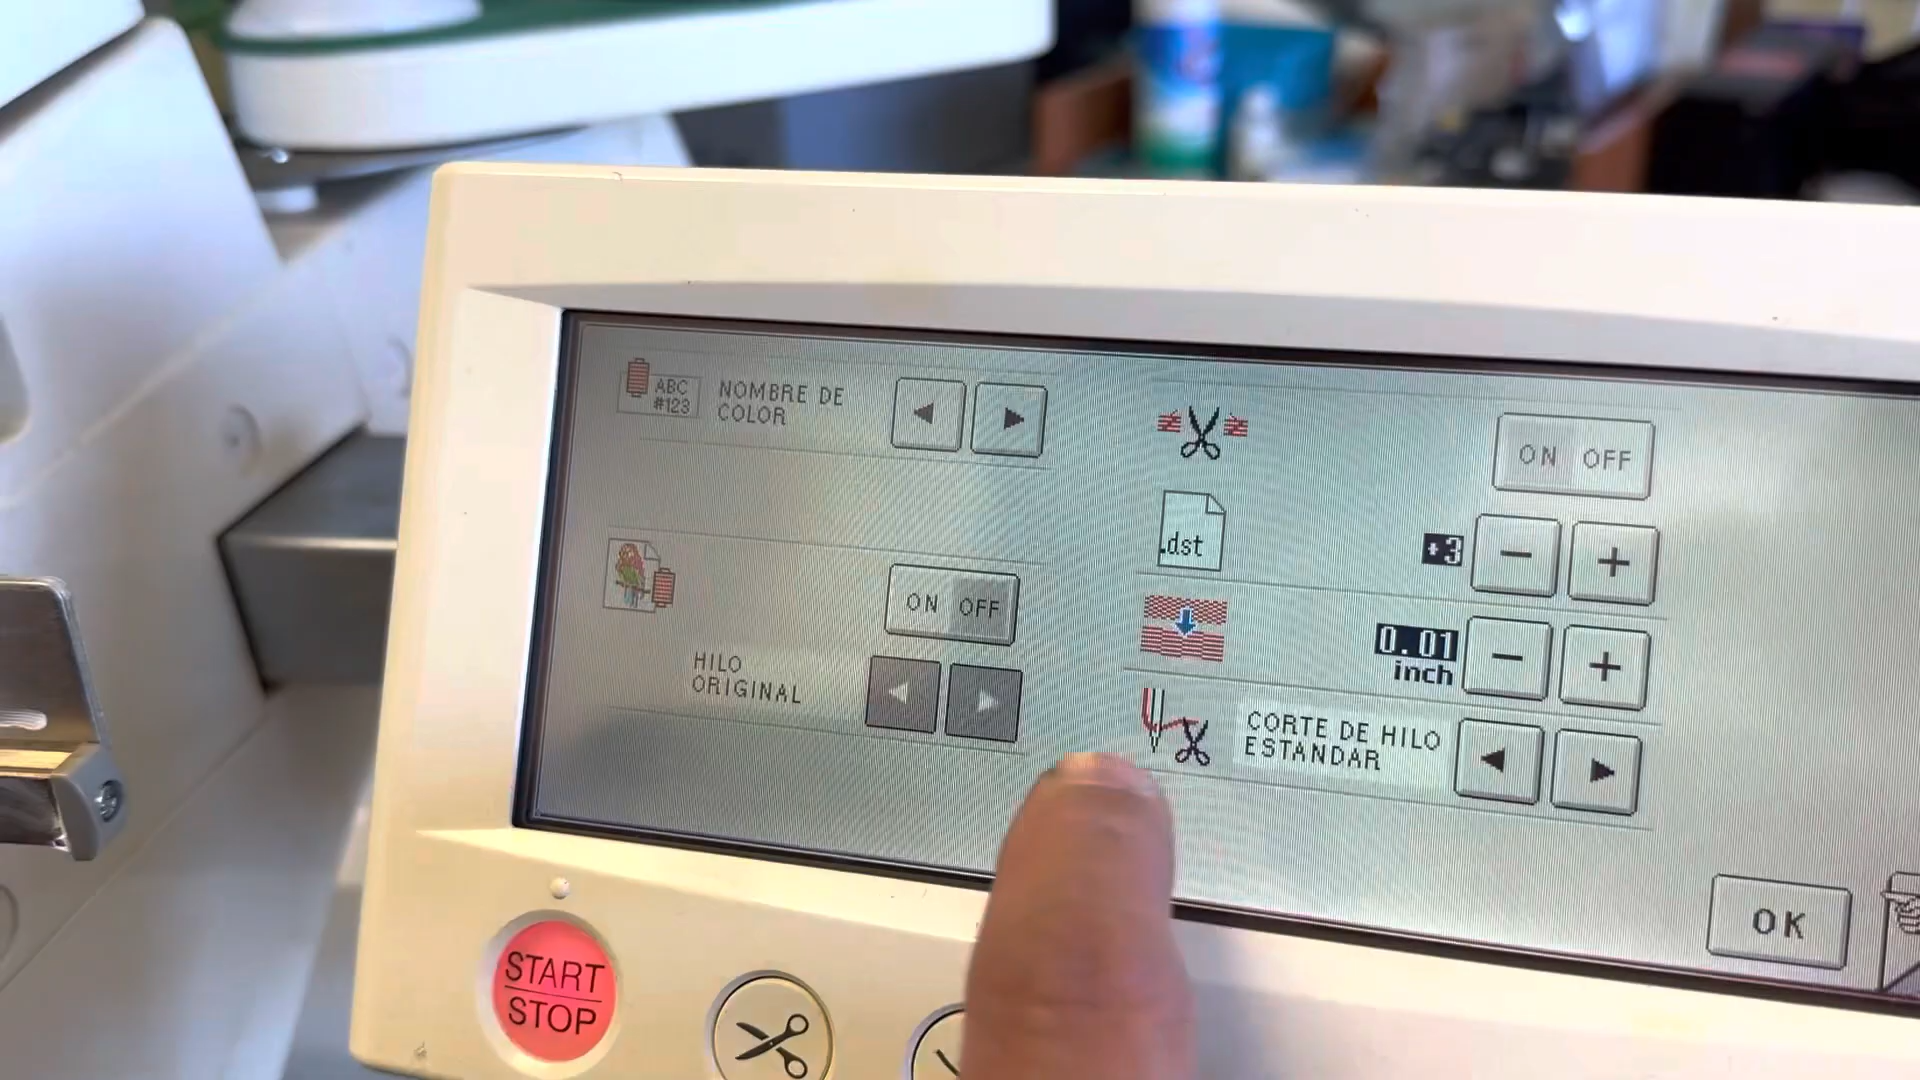 ABC
#123
NOMBRE DE
COLOR
ON OFF
HILO
ORIGINAL
ON OFF
.dst
+3
− +
0.01
inch
− +
CORTE DE HILO
ESTANDAR
OK
START
STOP